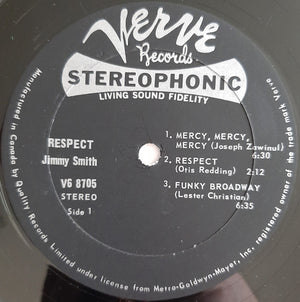 Verve
Records
STEREOPHONIC
LIVING SOUND FIDELITY
RESPECT
Jimmy Smith
V6 8705
STEREO
Side 1
1. MERCY, MERCY,
MERCY (Joseph Zawinul)
6:30
2. RESPECT
(Otis Redding) 2:12
3. FUNKY BROADWAY
(Lester Christian)
6:35
Manufactured in Canada by Quality Records Limited under license from Metro-Goldwyn-Mayer, Inc. registered owner of the trade mark Verve